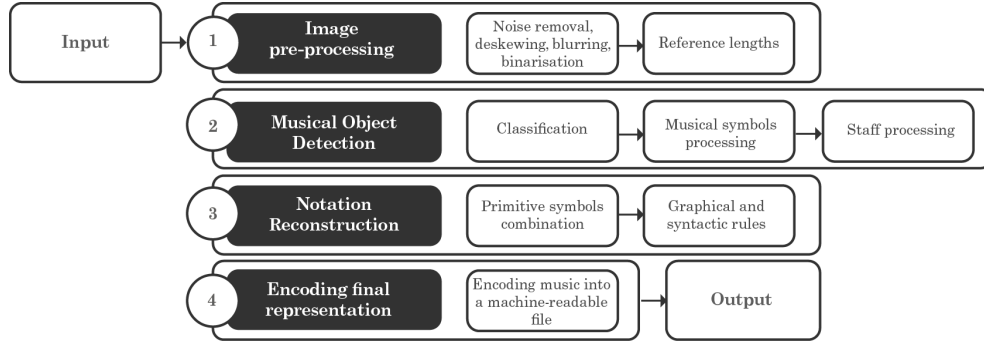 Input
1
Image
pre-processing
Noise removal,
deskewing, blurring,
binarisation
Reference lengths
2
Musical Object
Detection
Classification
Musical symbols
processing
Staff processing
3
Notation
Reconstruction
Primitive symbols
combination
Graphical and
syntactic rules
4
Encoding final
representation
Encoding music into
a machine-readable
file
Output